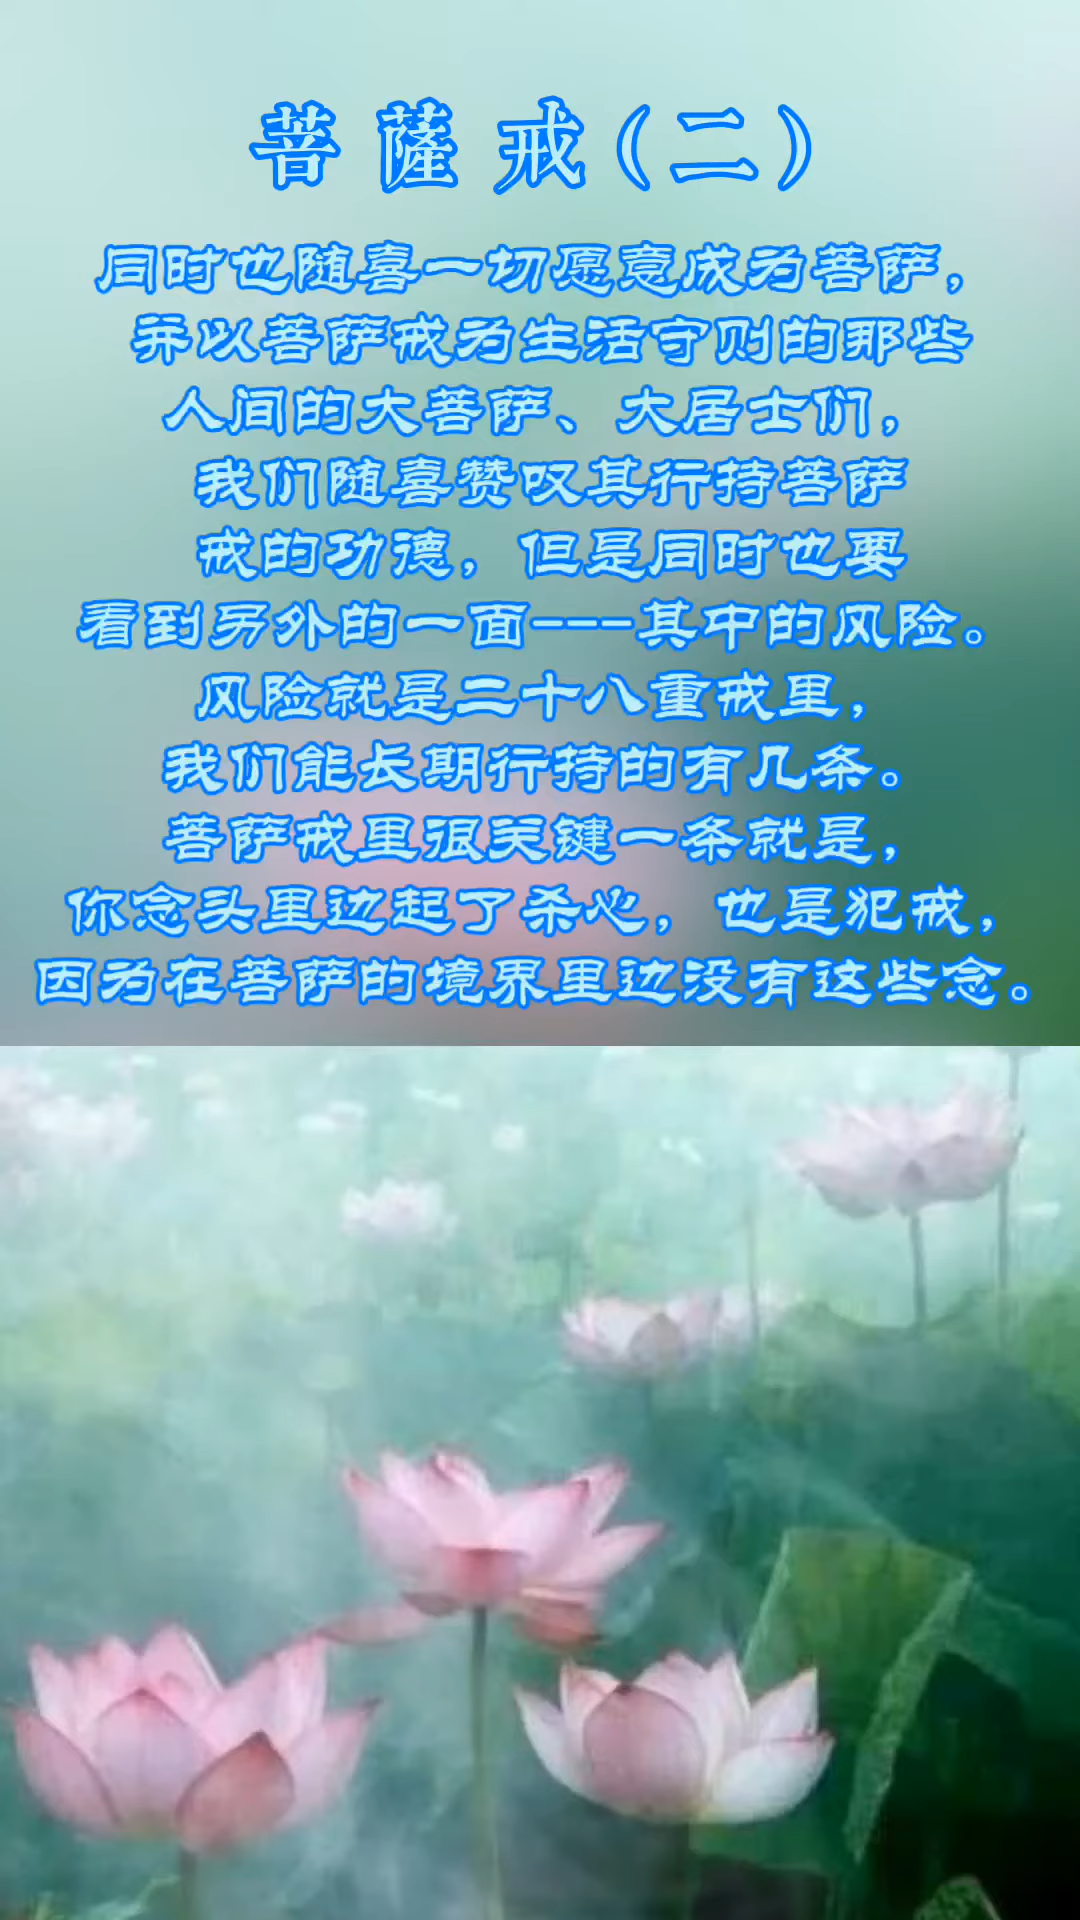 菩薩戒（二）
同时也随喜一切愿意成为菩萨，
并以菩萨戒为生活守则的那些
人间的大菩萨、大居士们，
我们随喜赞叹其行持菩萨
戒的功德，但是同时也要
看到另外的一面---其中的风险。
风险就是二十八重戒里，
我们能长期行持的有几条。
菩萨戒里很关键一条就是，
你念头里边起了杀心，也是犯戒，
因为在菩萨的境界里边没有这些念。